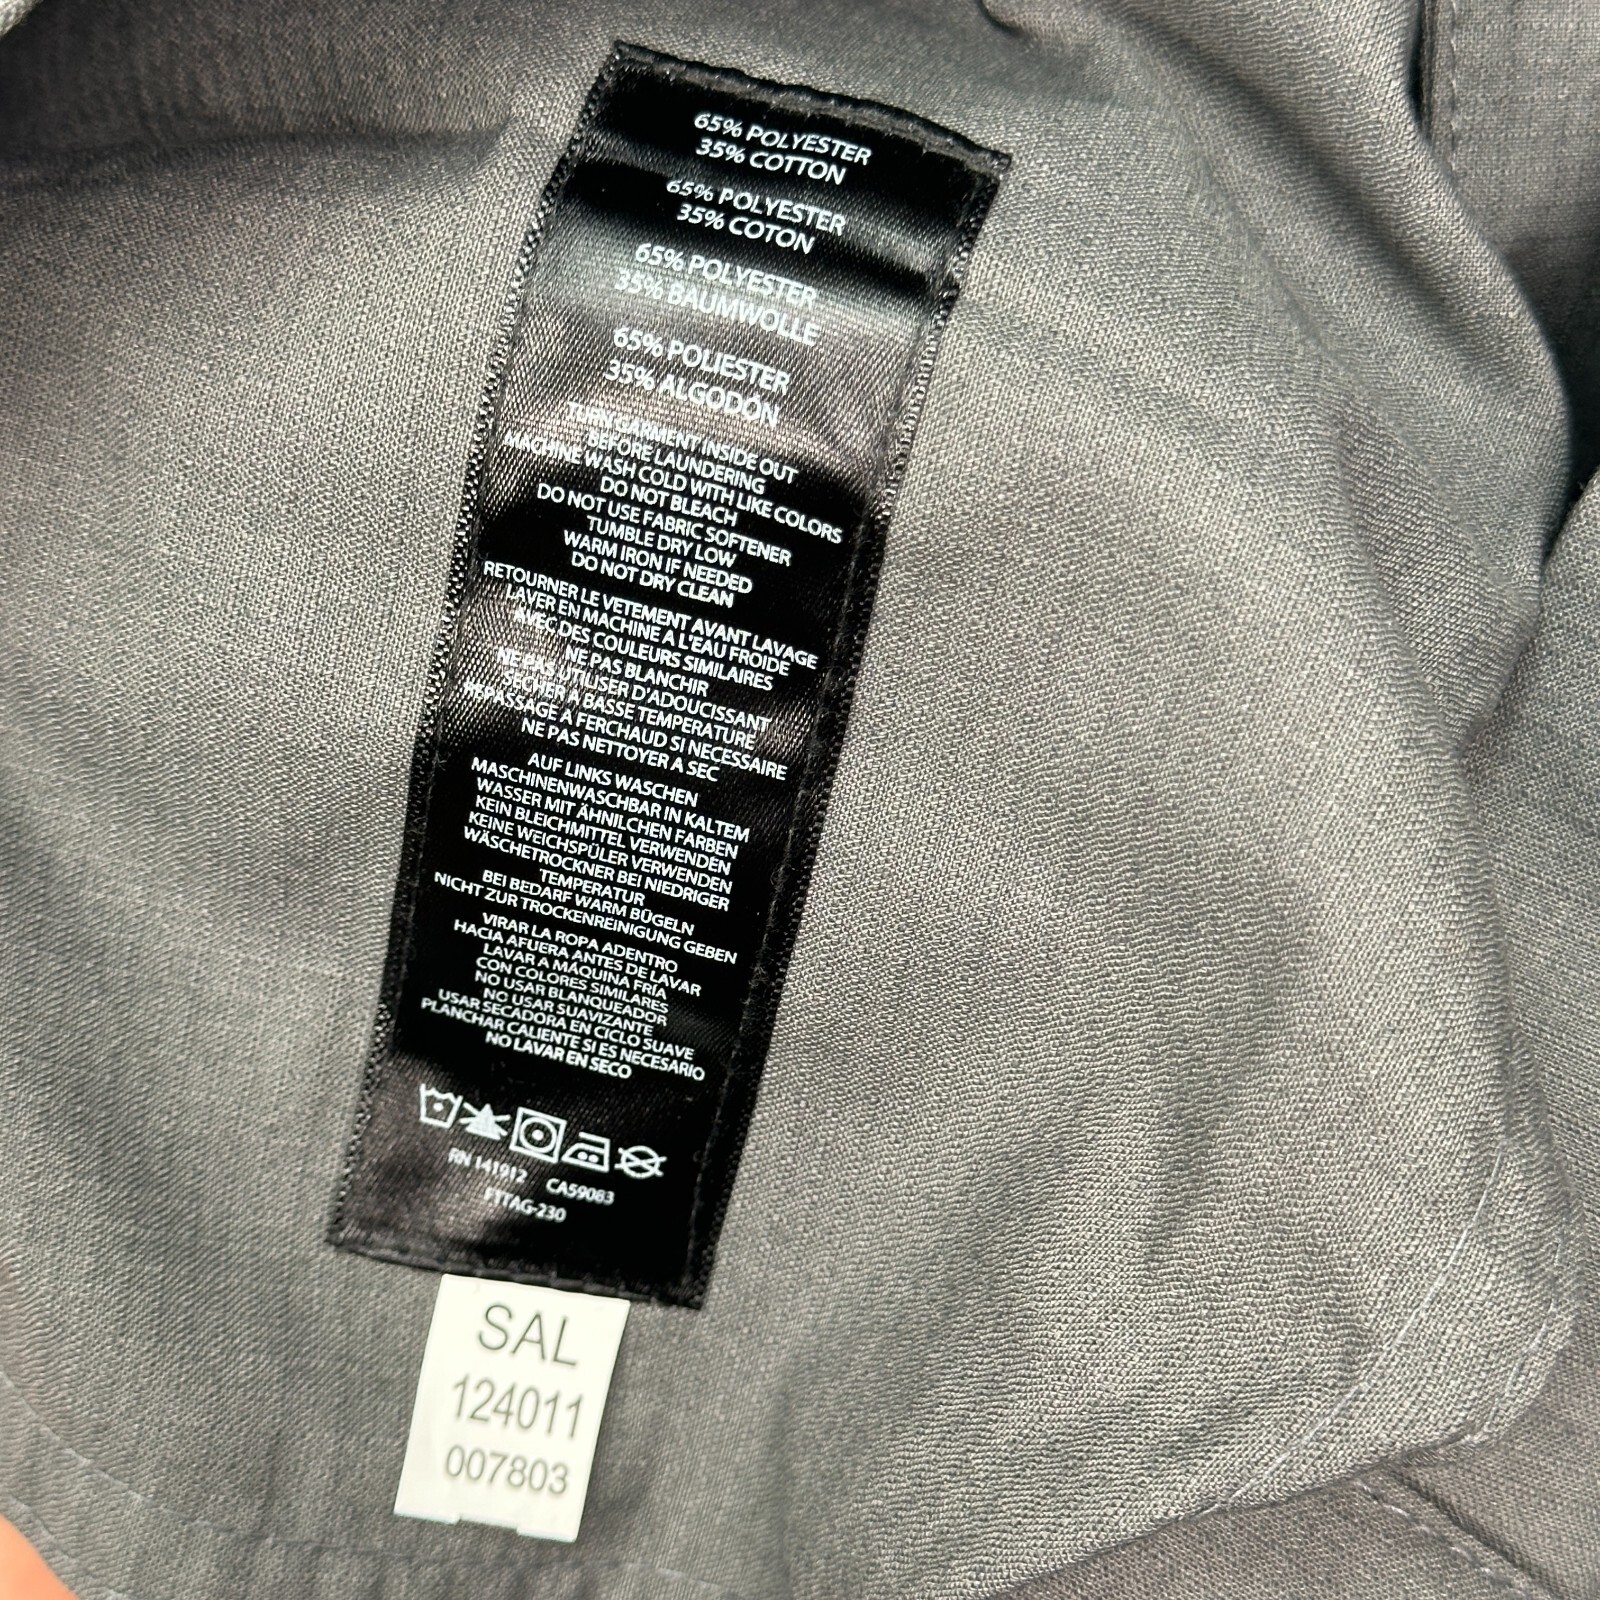 65% POLYESTER
35% COTTON
65% POLYESTER
35% COTON
65% POLYESTER
35% BAUMWOLLE
65% POLIESTER
35% ALGODÓN
TURN GARMENT INSIDE OUT
BEFORE LAUNDERING
MACHINE WASH COLD WITH LIKE COLORS
DO NOT BLEACH
DO NOT USE FABRIC SOFTENER
TUMBLE DRY LOW
WARM IRON IF NEEDED
DO NOT DRY CLEAN
RETOURNER LE VETEMENT AVANT LAVAGE
LAVER EN MACHINE A L'EAU FROIDE
AVEC DES COULEURS SIMILAIRES
NE PAS BLANCHIR
NE PAS UTILISER D'ADOUCISSANT
SECHER A BASSE TEMPERATURE
REPASSAGE A FERCHAUD SI NECESSAIRE
NE PAS NETTOYER A SEC
AUF LINKS WASCHEN
MASCHINENWASCHBAR IN KALTEM
WASSER MIT ÄHNILCHEN FARBEN
KEIN BLEICHMITTEL VERWENDEN
KEINE WEICHSPÜLER VERWENDEN
WÄSCHETROCKNER BEI NIEDRIGER
TEMPERATUR
BEI BEDARF WARM BÜGELN
NICHT ZUR TROCKENREINIGUNG GEBEN
VIRAR LA ROPA ADENTRO
HACIA AFUERA ANTES DE LAVAR
LAVAR A MÁQUINA FRÍA
CON COLORES SIMILARES
NO USAR BLANQUEADOR
NO USAR SUAVIZANTE
USAR SECADORA EN CICLO SUAVE
PLANCHAR CALIENTE SI ES NECESARIO
NO LAVAR EN SECO
RN 141912 CA59083
FTTAG-230
SAL
124011
007803